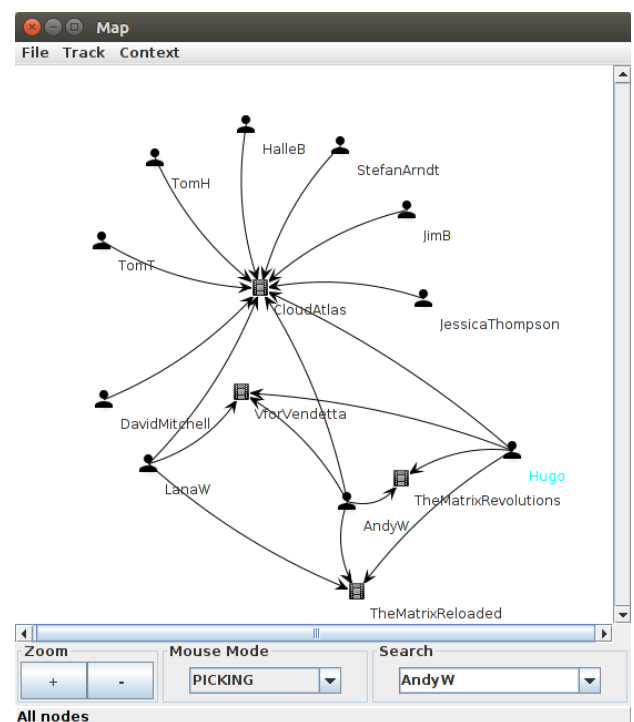 Map
File Track Context
HalleB
StefanArndt
TomH
JimB
TomT
CloudAtlas
JessicaThompson
DavidMitchell
VforVendetta
Hugo
LanaW
TheMatrixRevolutions
AndyW
TheMatrixReloaded
Zoom
Mouse Mode
Search
+
-
PICKING
AndyW
All nodes